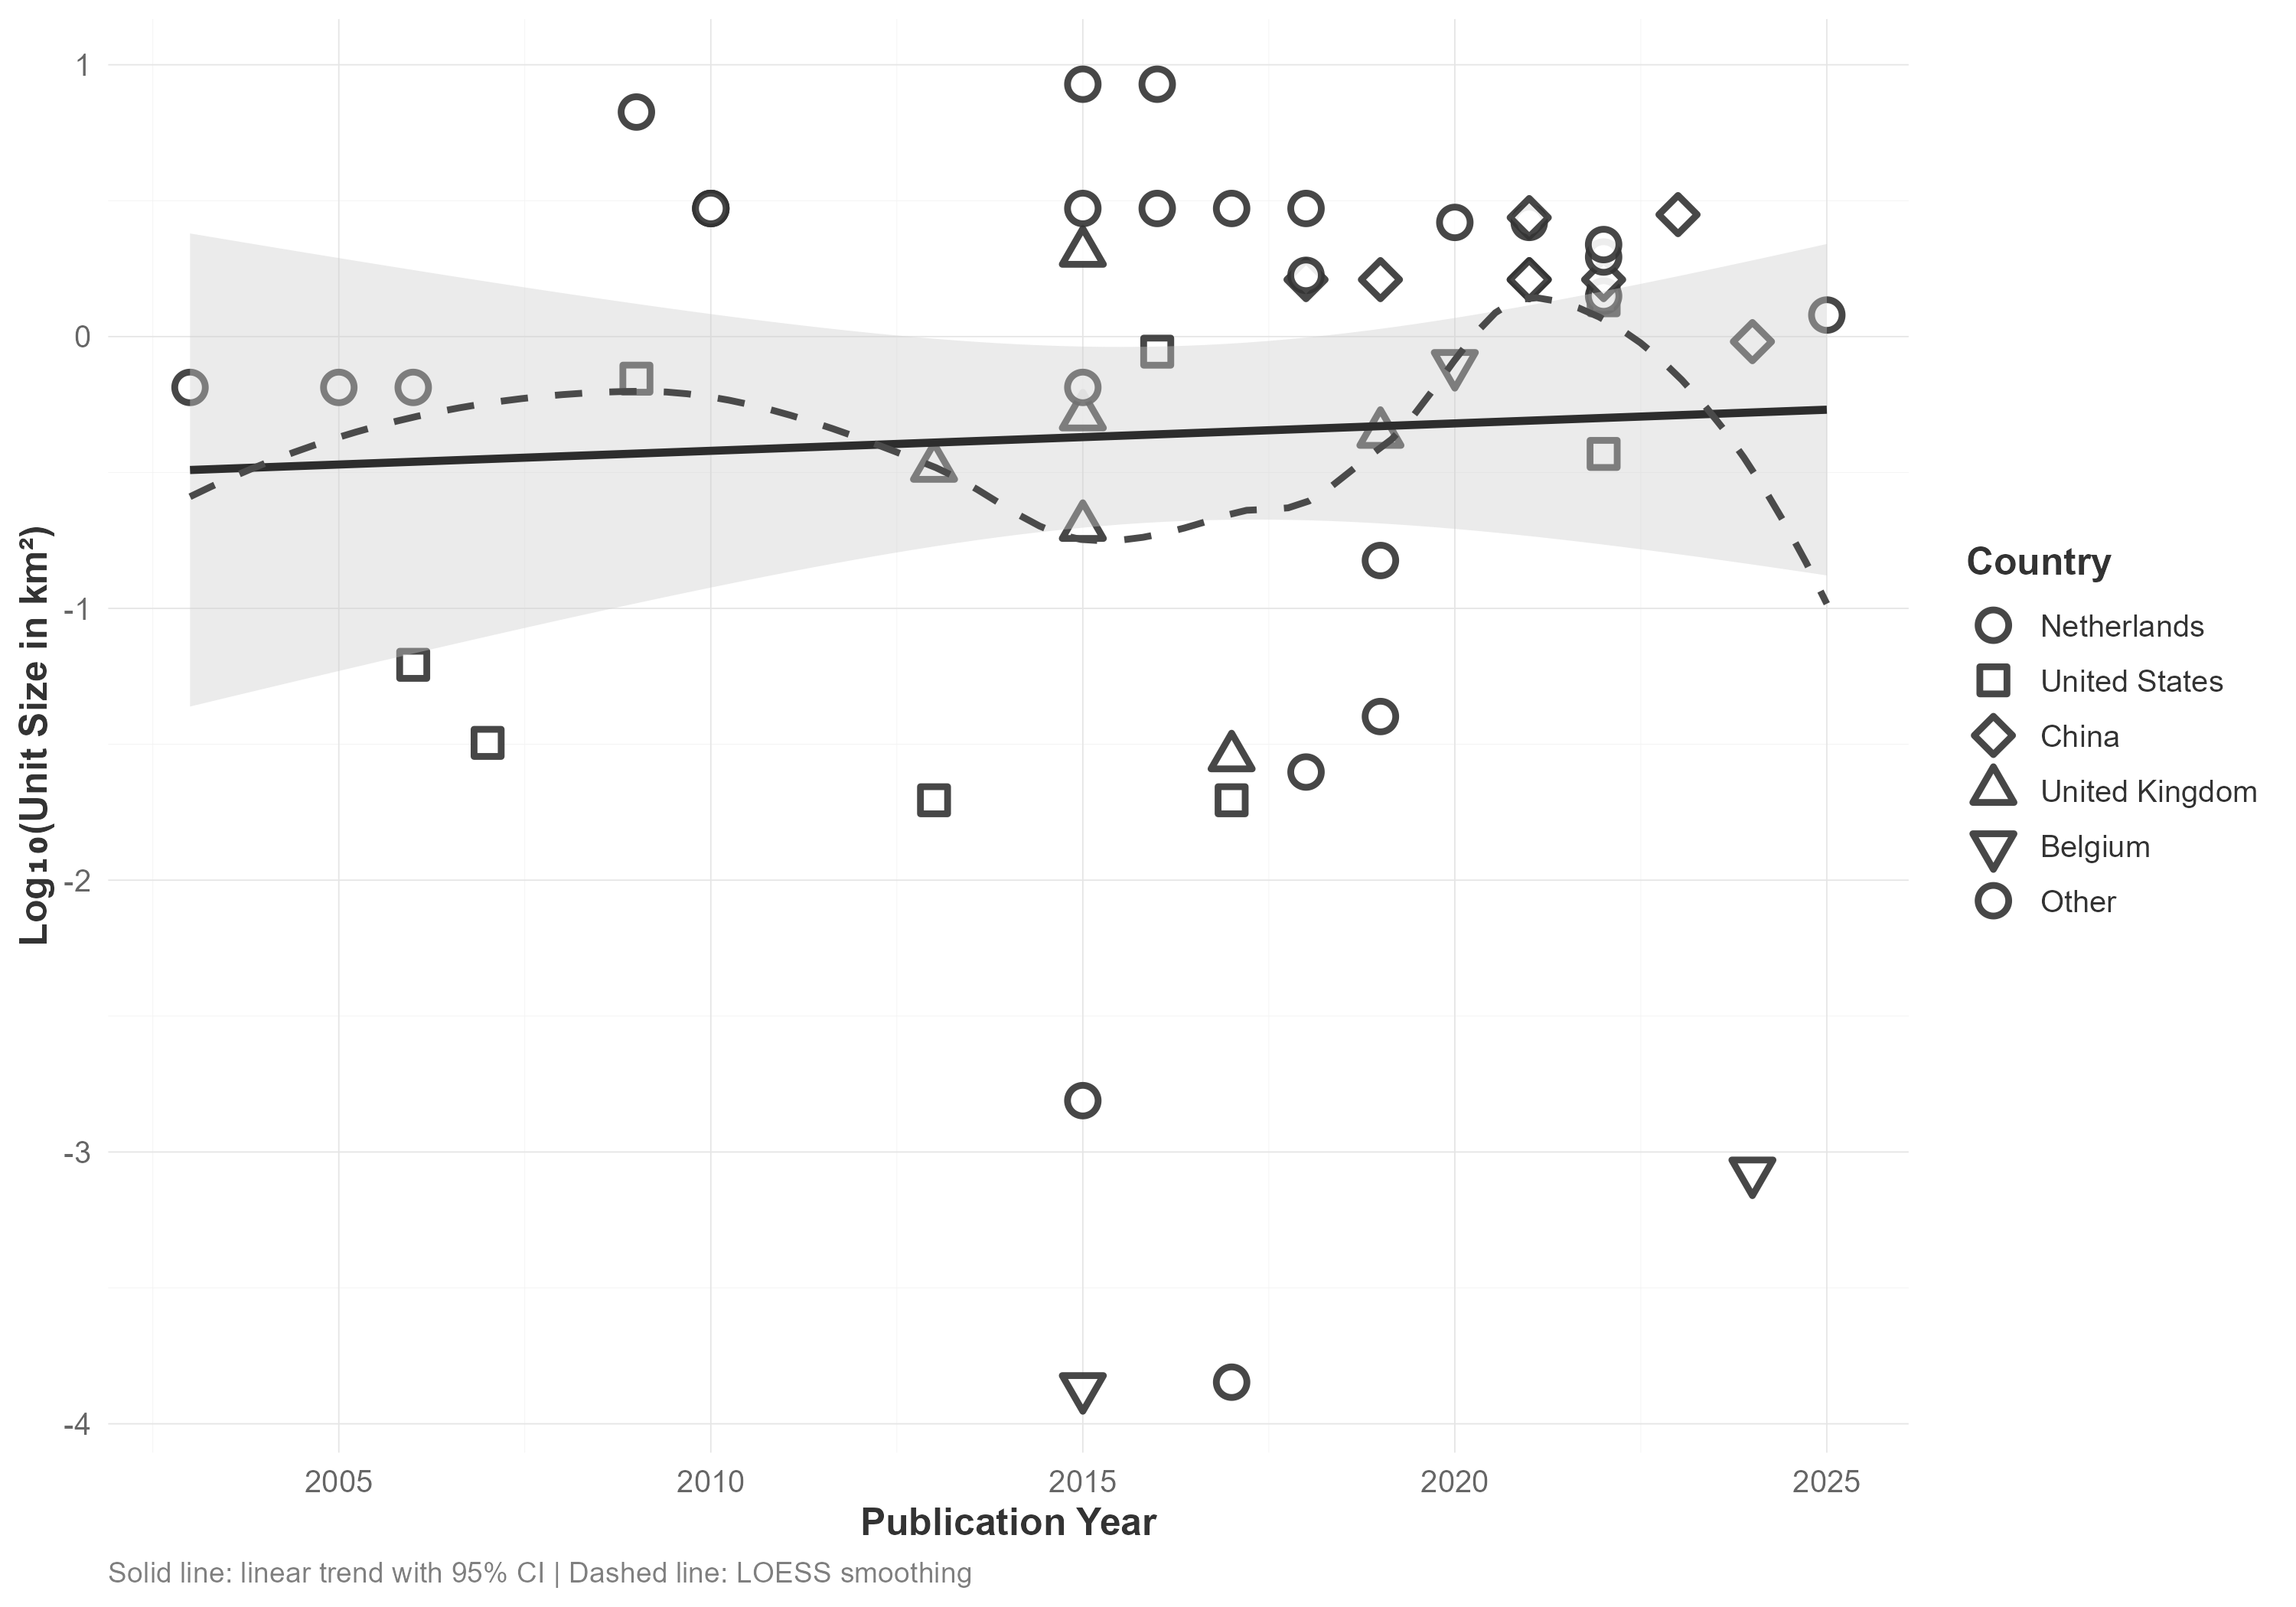 1
0
-1
-2
-3
-4
Log₁₀(Unit Size in km²)
2005
2010
2015
2020
2025
Publication Year
Country
Netherlands
United States
China
United Kingdom
Belgium
Other
Solid line: linear trend with 95% CI | Dashed line: LOESS smoothing